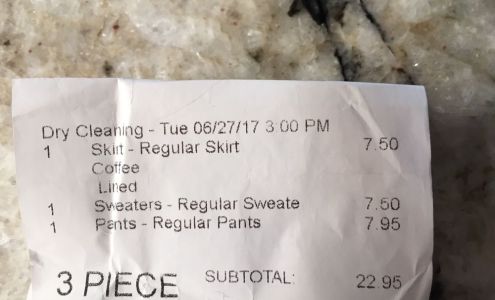 Dry Cleaning - Tue 06/27/17 3:00 PM
1 Skirt - Regular Skirt 7.50
Coffee
Lined
1 Sweaters - Regular Sweate 7.50
1 Pants - Regular Pants 7.95
3 PIECE SUBTOTAL: 22.95